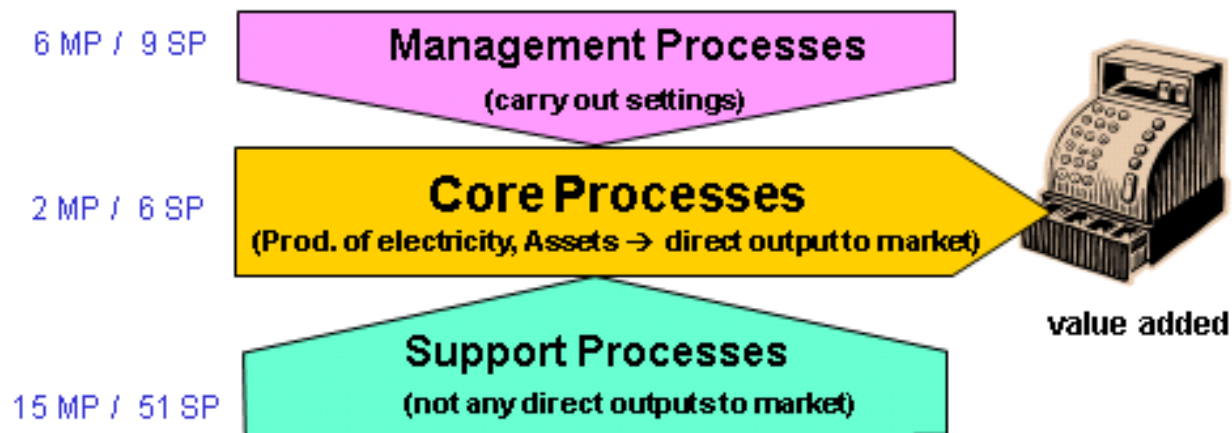 6 MP / 9 SP
Management Processes
(carry out settings)
2 MP / 6 SP
Core Processes
(Prod. of electricity, Assets → direct output to market)
value added
Support Processes
15 MP / 51 SP
(not any direct outputs to market)